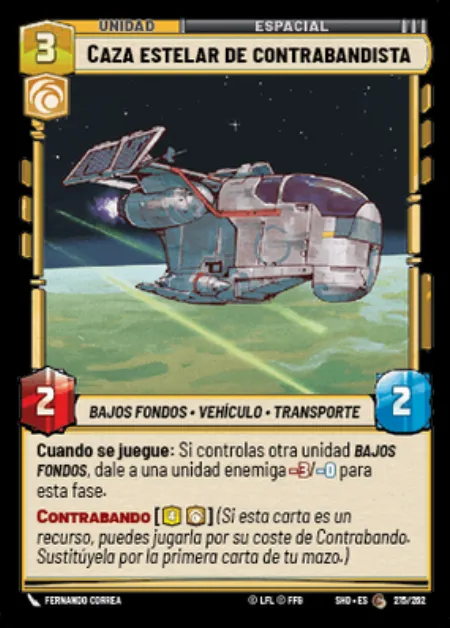 UNIDAD
ESPACIAL
3
CAZA ESTELAR DE CONTRABANDISTA
2
BAJOS FONDOS • VEHÍCULO • TRANSPORTE
2
Cuando se juegue: Si controlas otra unidad BAJOS
FONDOS, dale a una unidad enemiga -3/-0 para
esta fase.
CONTRABANDO [4] (Si esta carta es un
recurso, puedes jugarla por su coste de Contrabando.
Sustitúyela por la primera carta de tu mazo.)
FERNANDO CORREA
© LFL © FFG
SHD • ES
C
215/262